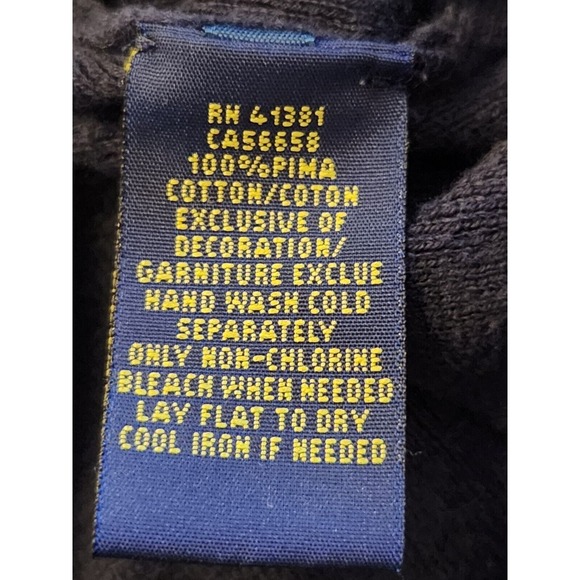 RN 41381
CA56658
100%PIMA
COTTON/COTON
EXCLUSIVE OF
DECORATION/
GARNITURE EXCLUE
HAND WASH COLD
SEPARATELY
ONLY NON-CHLORINE
BLEACH WHEN NEEDED
LAY FLAT TO DRY
COOL IRON IF NEEDED